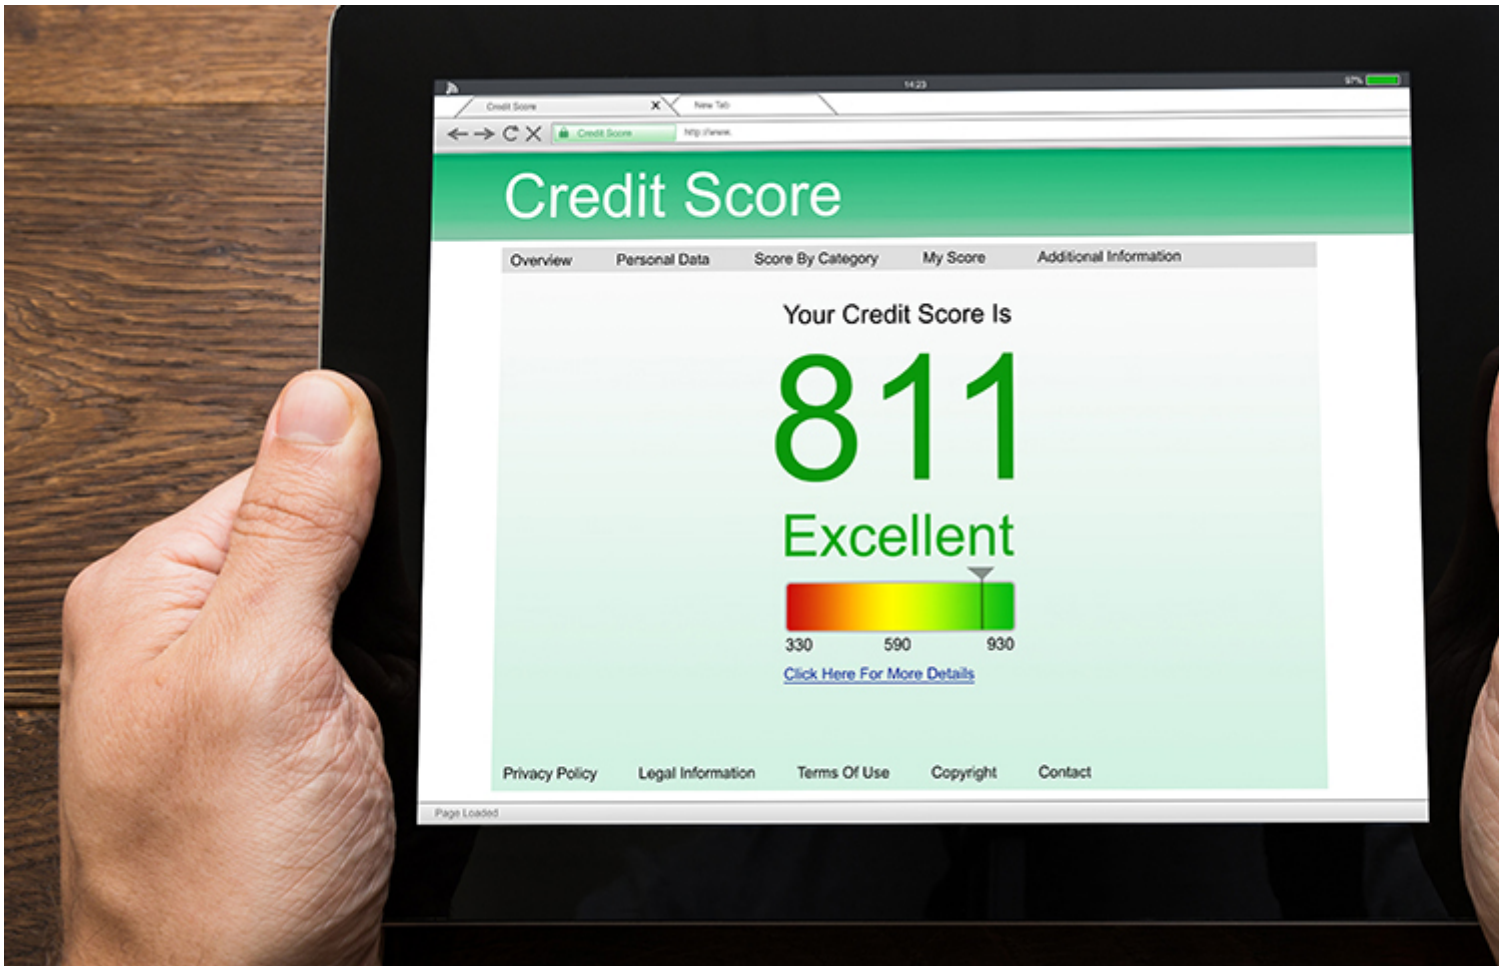 14:23 97%
Credit Score New Tab
Credit Score http://www.
Credit Score
Overview Personal Data Score By Category My Score Additional Information
Your Credit Score Is
811
Excellent
330 590 930
Click Here For More Details
Privacy Policy Legal Information Terms Of Use Copyright Contact
Page Loaded